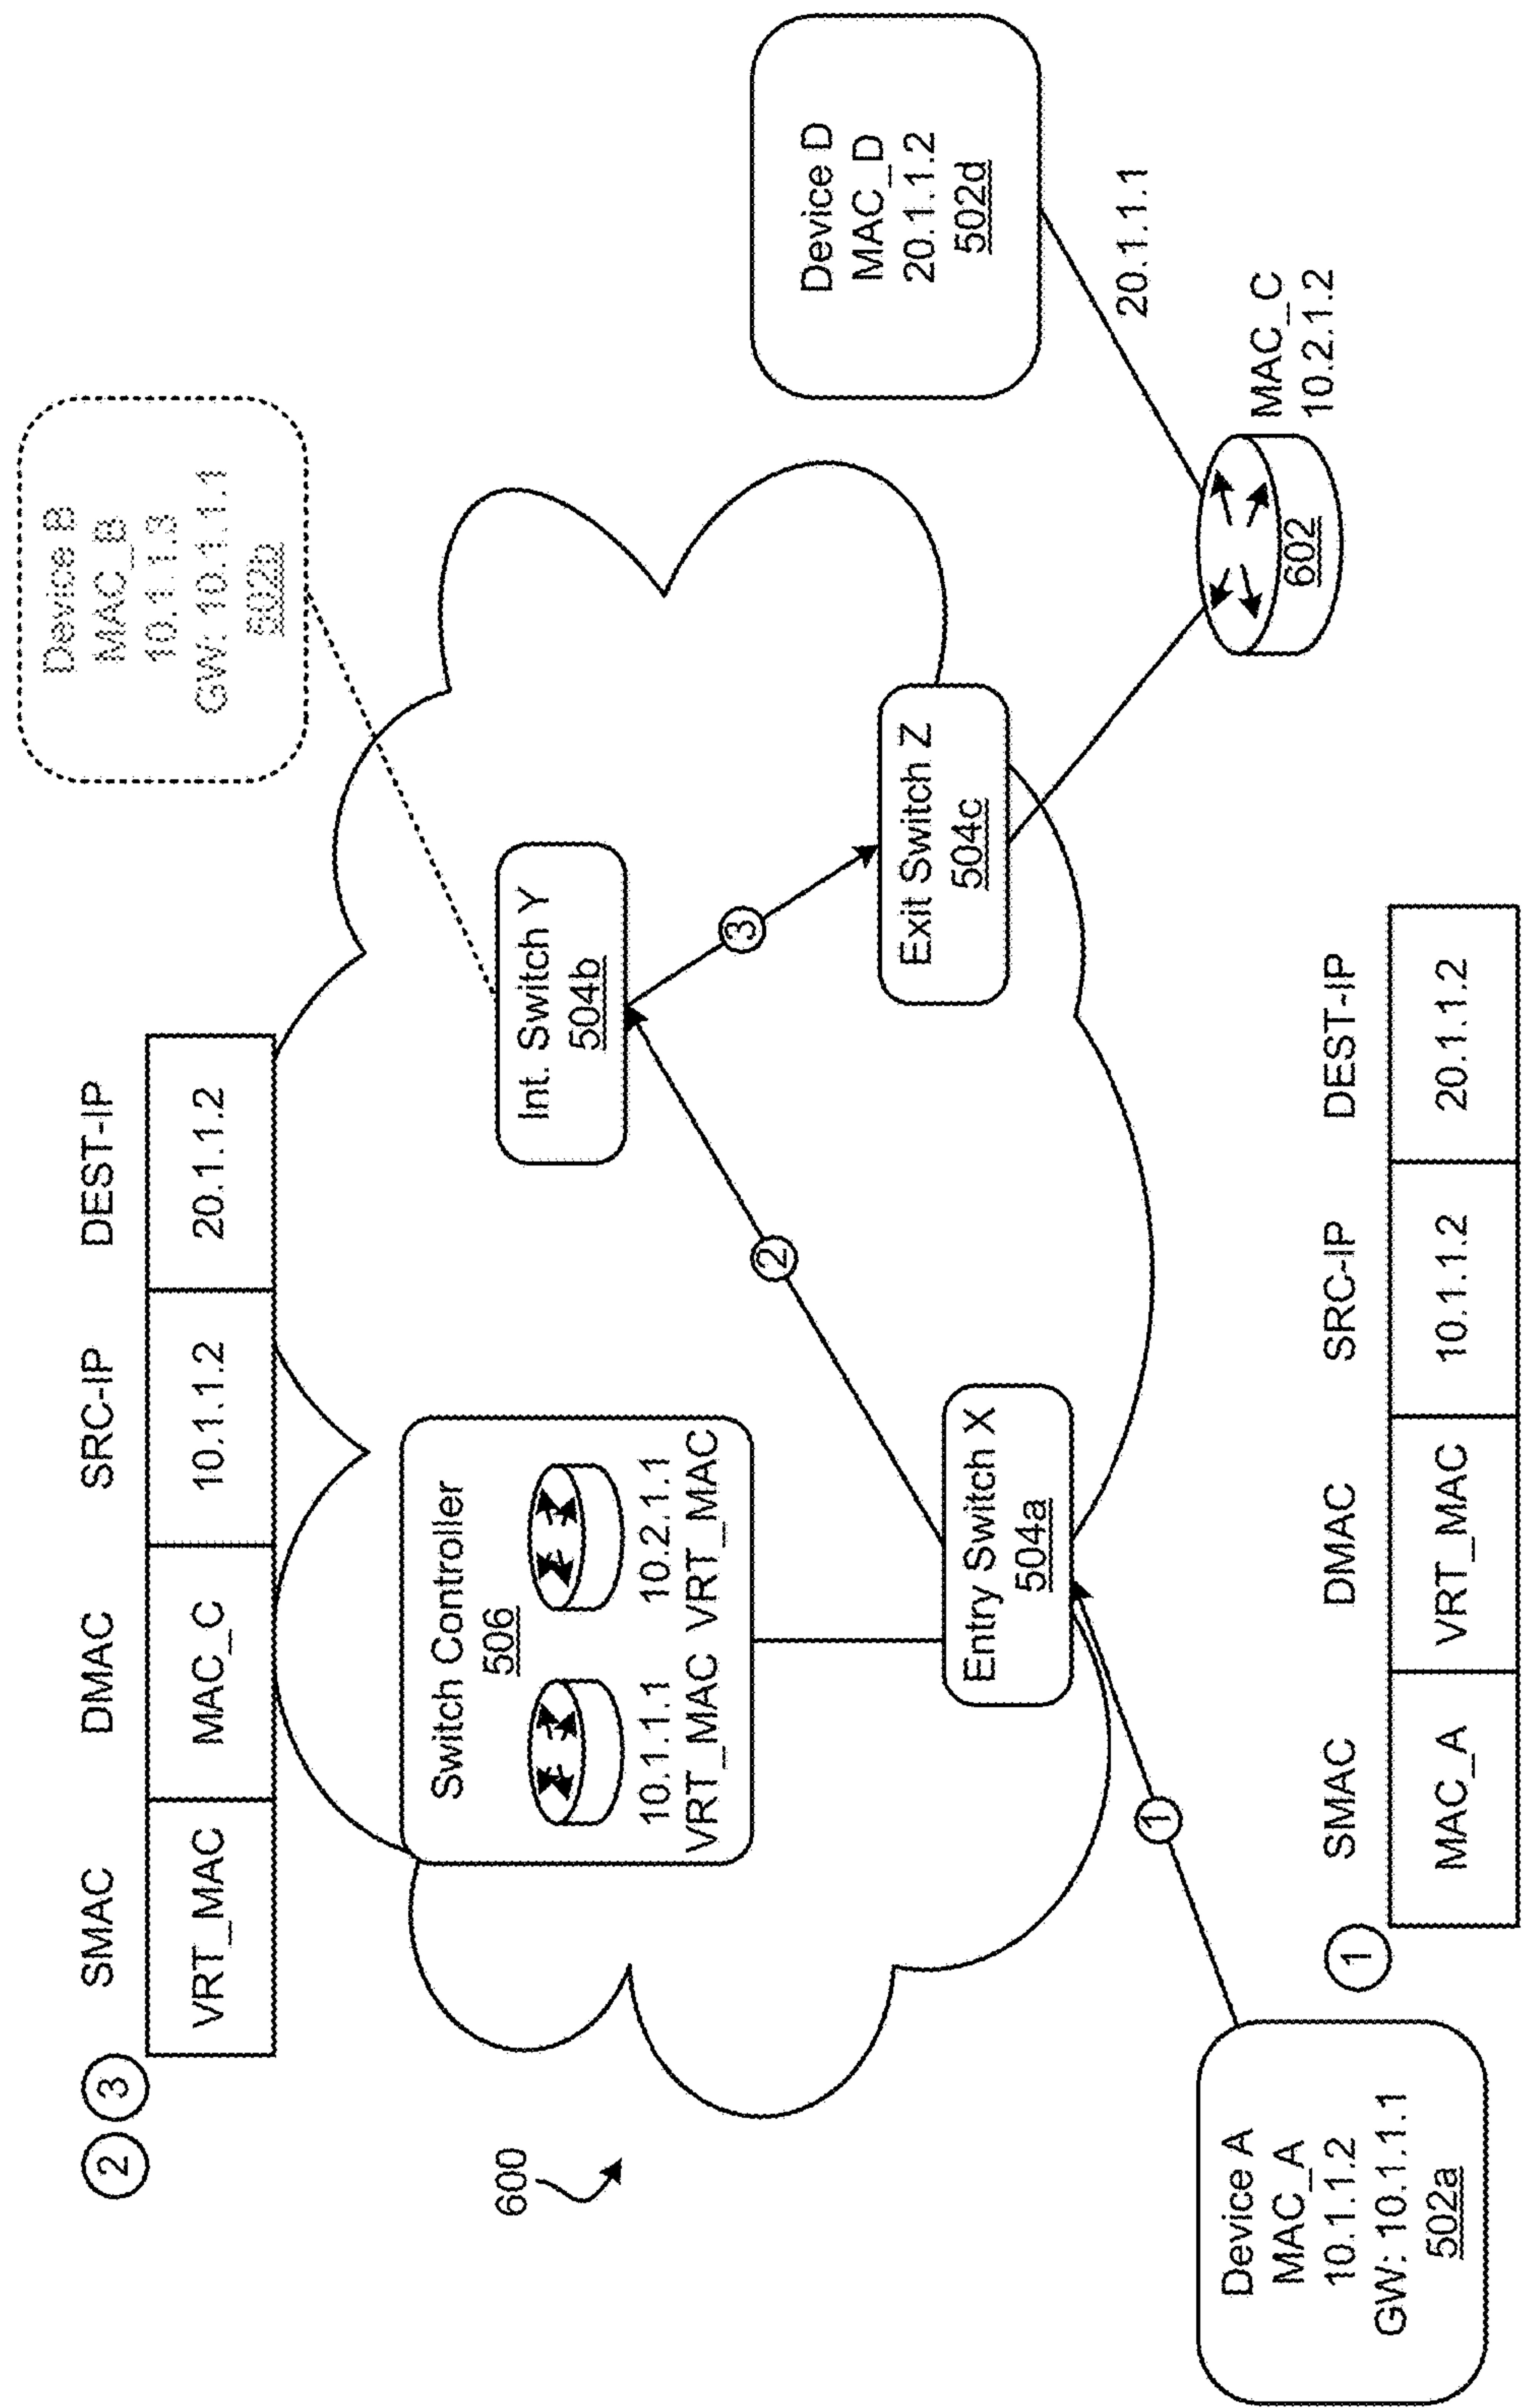 2 3
SMAC DMAC SRC-IP DEST-IP
VRT_MAC MAC_C 10.1.1.2 20.1.1.2
Device B
MAC_B
10.1.1.3
GW: 10.1.1.1
502b
600
Switch Controller
506
10.1.1.1 10.2.1.1
VRT_MAC VRT_MAC
Int. Switch Y
504b
2
3
Entry Switch X
504a
Exit Switch Z
504c
Device D
MAC_D
20.1.1.2
502d
20.1.1.1
1
602
MAC_C
10.2.1.2
Device A
MAC_A
10.1.1.2
GW: 10.1.1.1
502a
1
SMAC DMAC SRC-IP DEST-IP
MAC_A VRT_MAC 10.1.1.2 20.1.1.2